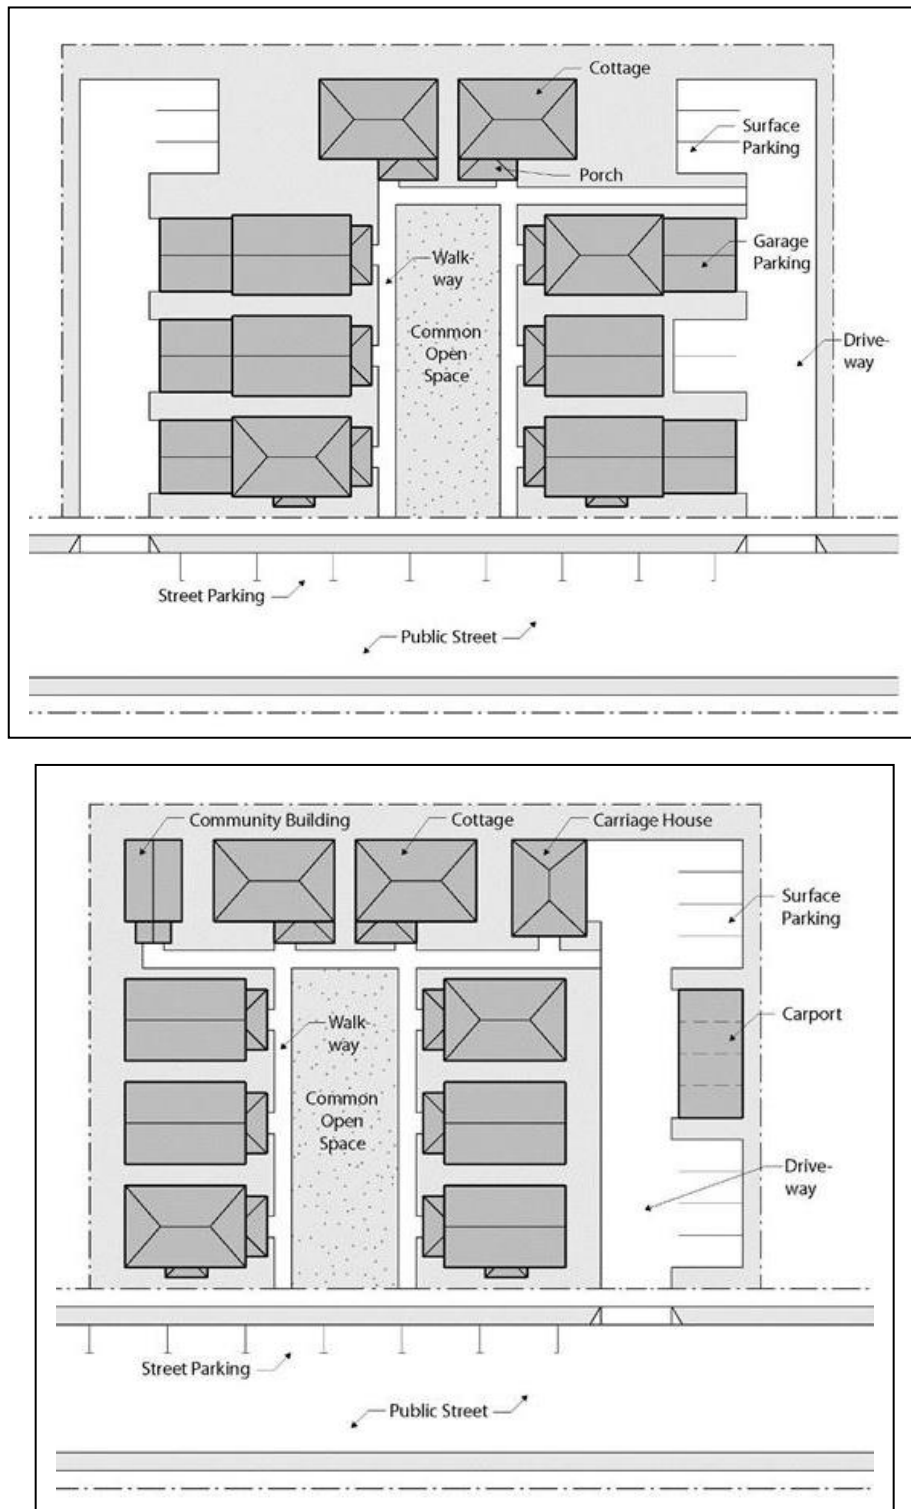 Cottage
Surface
Parking
Porch
Garage
Parking
Walk-
way
Common
Open
Space
Drive-
way
Street Parking
Public Street
Community Building
Cottage
Carriage House
Surface
Parking
Carport
Walk
way
Common
Open
Space
Drive-
way
Street Parking
Public Street